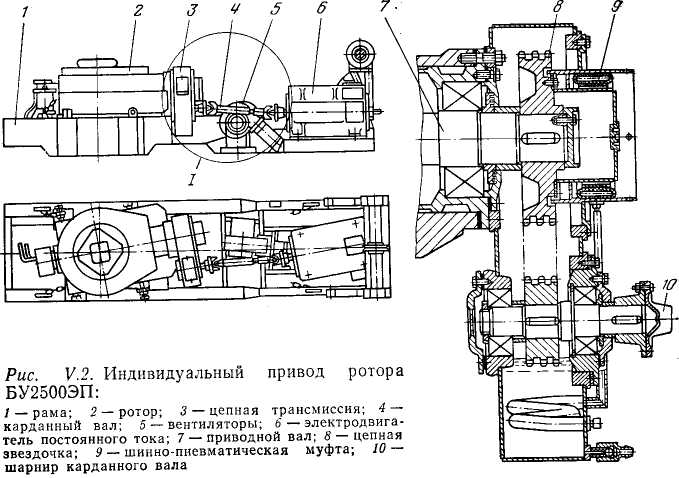 1 2 3 4 5 6 7 8 9
I
10
Рис. V.2. Индивидуальный привод ротора
БУ2500ЭП:
1 — рама; 2 — ротор; 3 — цепная трансмиссия; 4 —
карданный вал; 5 — вентиляторы; 6 — электродвига-
тель постоянного тока; 7 — приводной вал; 8 — цепная
звездочка; 9 — шинно-пневматическая муфта; 10 —
шарнир карданного вала